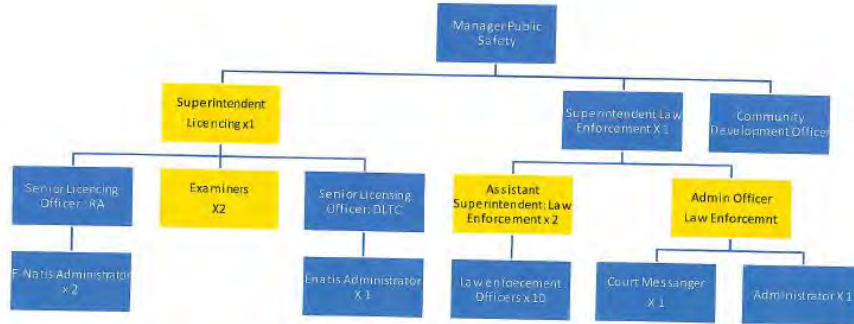 Manager Public
Safety
Superintendent
Licencing x1
Superintendent Law
Enforcement X 1
Community
Development Officer
Senior Licencing
Officer : RA
Examiners
X2
Senior Licensing
Officer: DLTC
Assistant
Superintendent: Law
Enforcement x 2
Admin Officer
Law Enforcemnt
E-Natis Administrator
x 2
Enatis Administrator
X 1
Law enfoecement
Officers x 10
Court Messanger
X 1
Administrator X 1